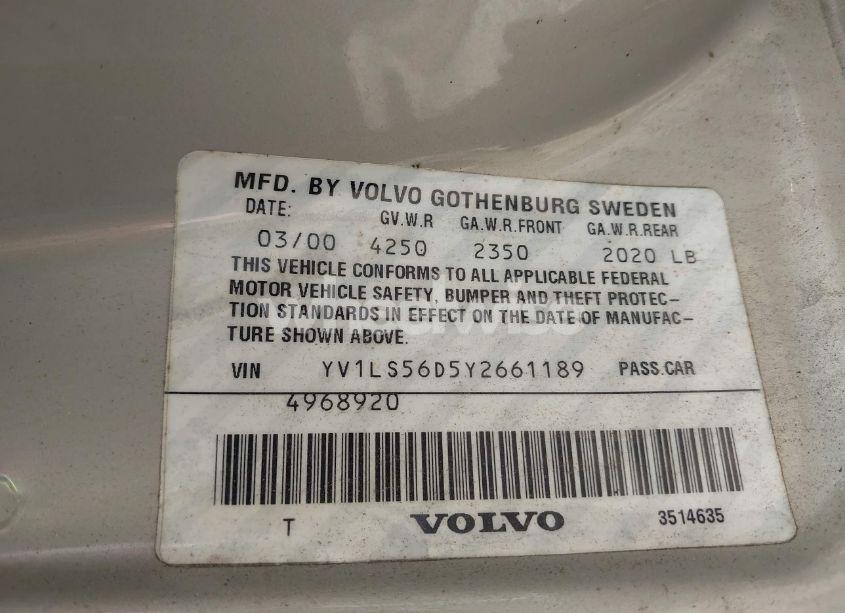 MFD. BY VOLVO GOTHENBURG SWEDEN
DATE: GV.W.R GA.W.R.FRONT GA.W.R.REAR
03/00 4250 2350 2020 LB
THIS VEHICLE CONFORMS TO ALL APPLICABLE FEDERAL
MOTOR VEHICLE SAFETY, BUMPER AND THEFT PROTEC-
TION STANDARDS IN EFFECT ON THE DATE OF MANUFAC-
TURE SHOWN ABOVE.
VIN YV1LS56D5Y2661189 PASS.CAR
4968920
T VOLVO 3514635